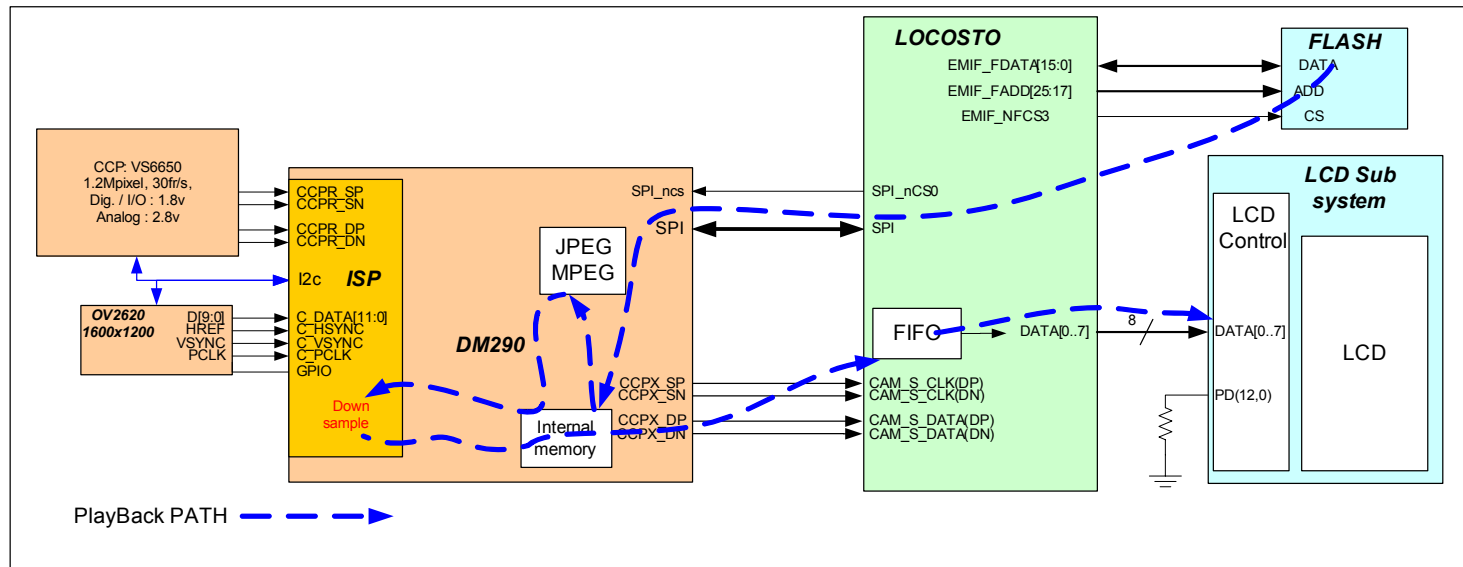 LOCOSTO
EMIF_FDATA[15:0]
EMIF_FADD[25:17]
EMIF_NFCS3
SPI_nCS0
SPI
FIFO
DATA[0..7]
CAM_S_CLK(DP)
CAM_S_CLK(DN)
CAM_S_DATA(DP)
CAM_S_DATA(DN)
FLASH
DATA
ADD
CS
CCP: VS6650
1.2Mpixel, 30fr/s,
Dig. / I/O : 1.8v
Analog : 2.8v
OV2620
1600x1200
D[9:0]
HREF
VSYNC
PCLK
CCPR_SP
CCPR_SN
CCPR_DP
CCPR_DN
I2c
ISP
C_DATA[11:0]
C_HSYNC
C_VSYNC
C_PCLK
GPIO
Down
sample
SPI_ncs
SPI
JPEG
MPEG
DM290
Internal
memory
CCPX_SP
CCPX_SN
CCPX_DP
CCPX_DN
8
LCD Sub
system
LCD
Control
DATA[0..7]
PD(12,0)
LCD
PlayBack PATH